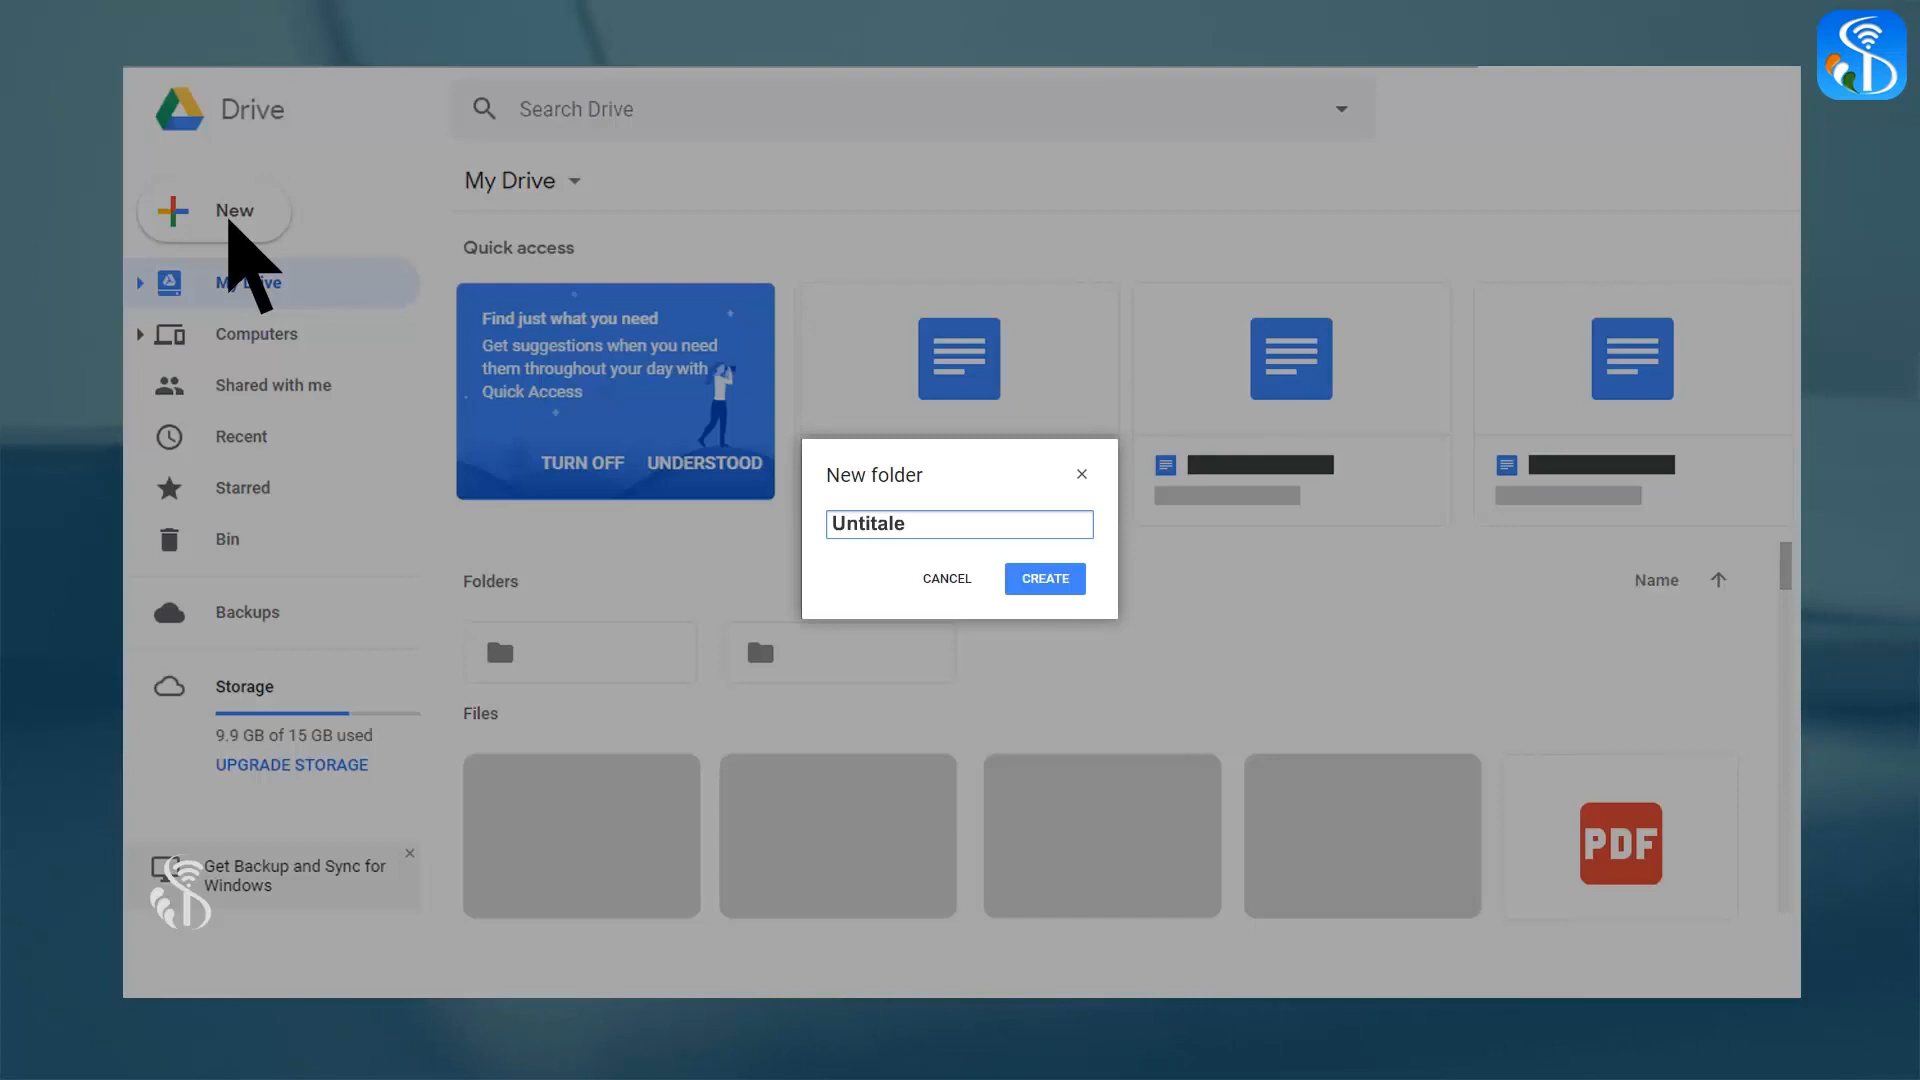 Drive
Search Drive
My Drive
New
Quick access
My Drive
Find just what you need
Get suggestions when you need
them throughout your day with
Quick Access
TURN OFF UNDERSTOOD
Computers
Shared with me
Recent
Starred
Bin
New folder
Untitale
CANCEL CREATE
Folders
Name
Backups
Storage
9.9 GB of 15 GB used
UPGRADE STORAGE
Files
PDF
Get Backup and Sync for
Windows